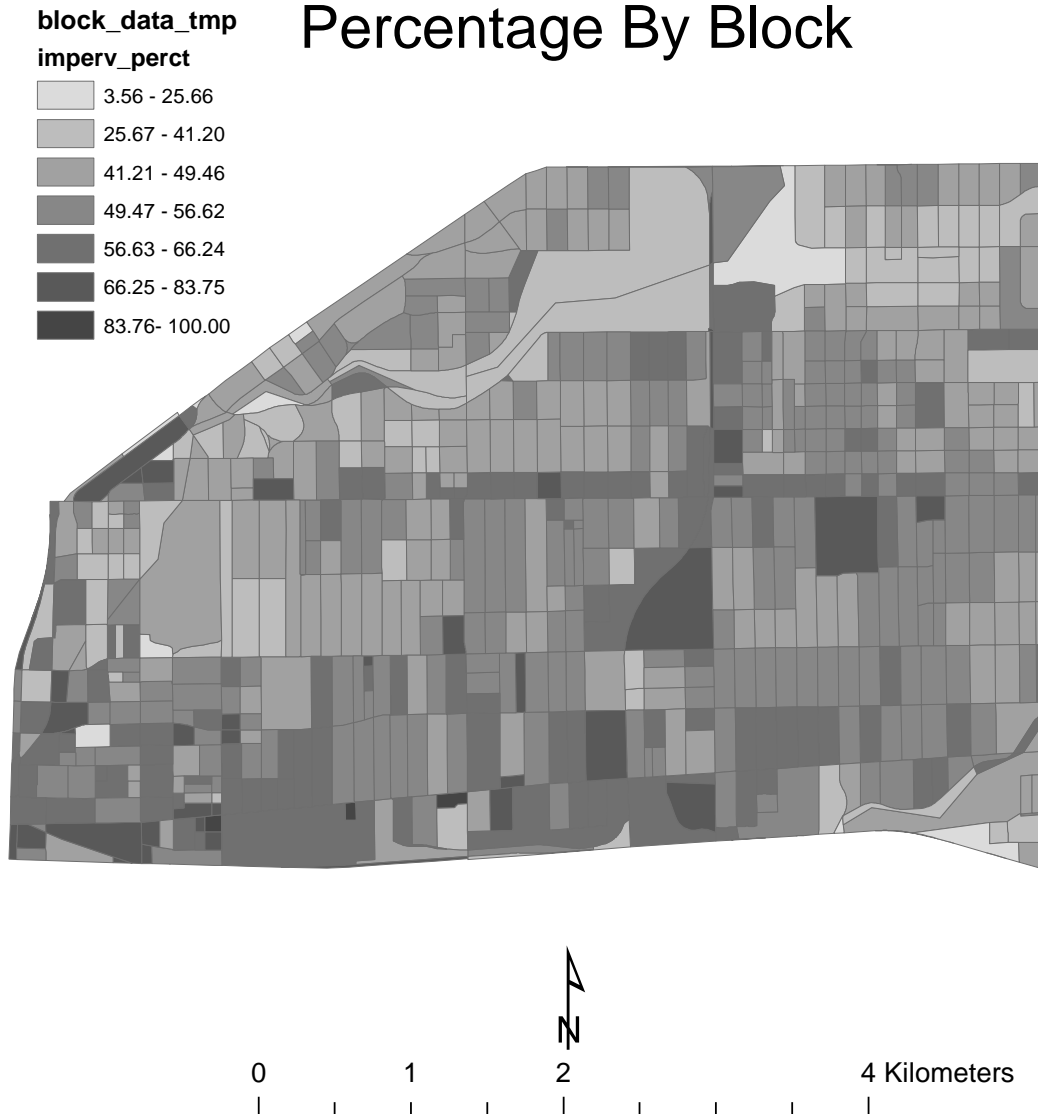 Percentage By Block
block_data_tmp
imperv_perct
3.56 - 25.66
25.67 - 41.20
41.21 - 49.46
49.47 - 56.62
56.63 - 66.24
66.25 - 83.75
83.76- 100.00
N
0 1 2 4 Kilometers